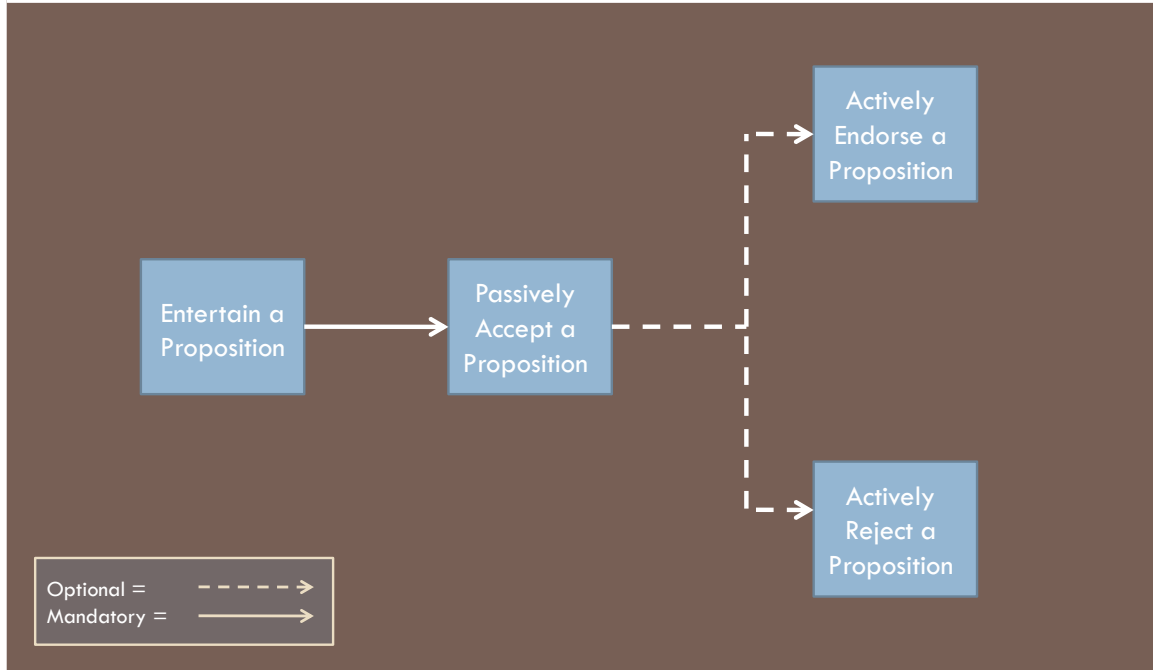 Actively
Endorse a
Proposition
Entertain a
Proposition
Passively
Accept a
Proposition
Actively
Reject a
Proposition
Optional =
Mandatory =